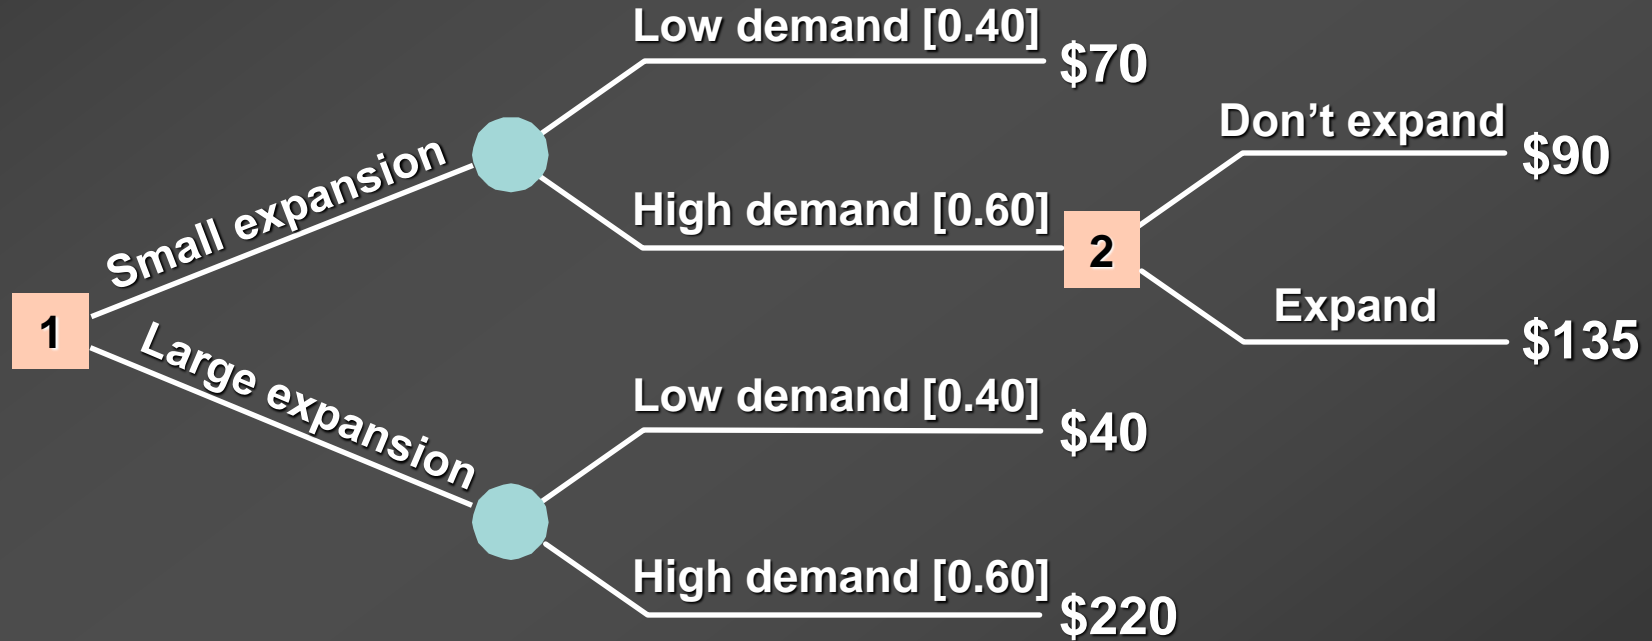 Low demand [0.40]
$70
Don’t expand
$90
Small expansion
High demand [0.60]
2
Expand
$135
1
Large expansion
Low demand [0.40]
$40
High demand [0.60]
$220